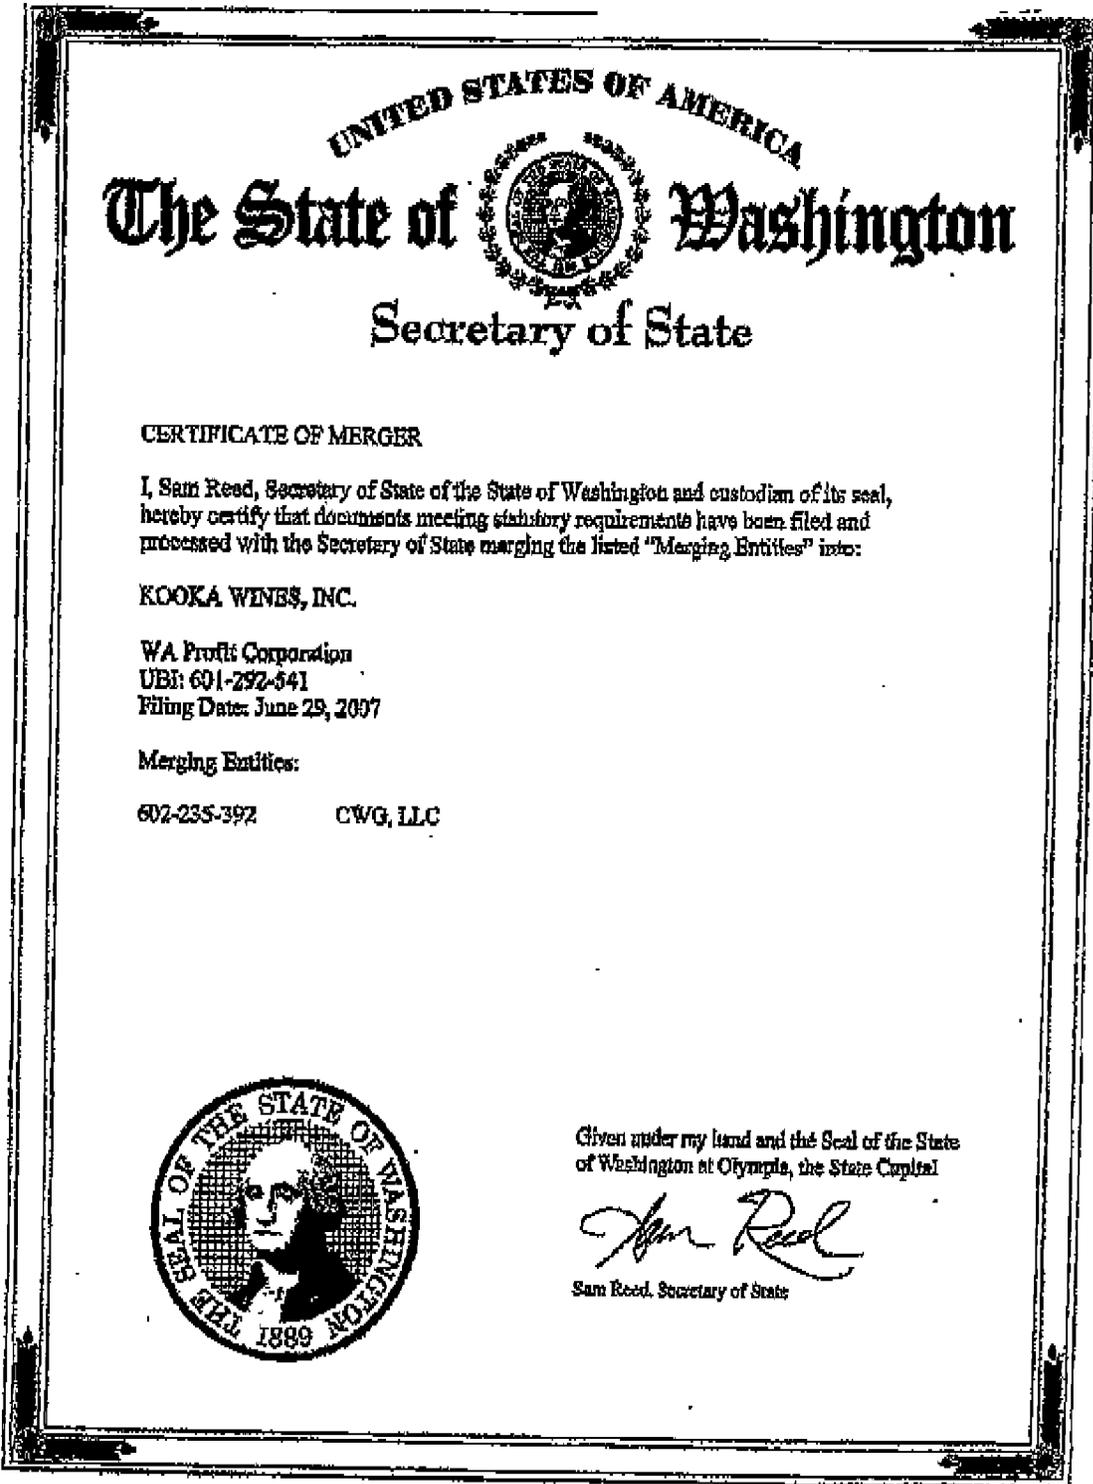 UNITED STATES OF AMERICA
The State of Washington
Secretary of State
CERTIFICATE OF MERGER
I, Sam Reed, Secretary of State of the State of Washington and custodian of its seal,
hereby certify that documents meeting statutory requirements have been filed and
processed with the Secretary of State merging the listed "Merging Entities" into:
KOOKA WINES, INC.
WA Profit Corporation
UBI: 601-292-541
Filing Date: June 29, 2007
Merging Entities:
602-235-392 CWG, LLC
THE SEAL OF THE STATE OF WASHINGTON
1889
Given under my hand and the Seal of the State
of Washington at Olympia, the State Capital
Sam Reed
Sam Reed, Secretary of State